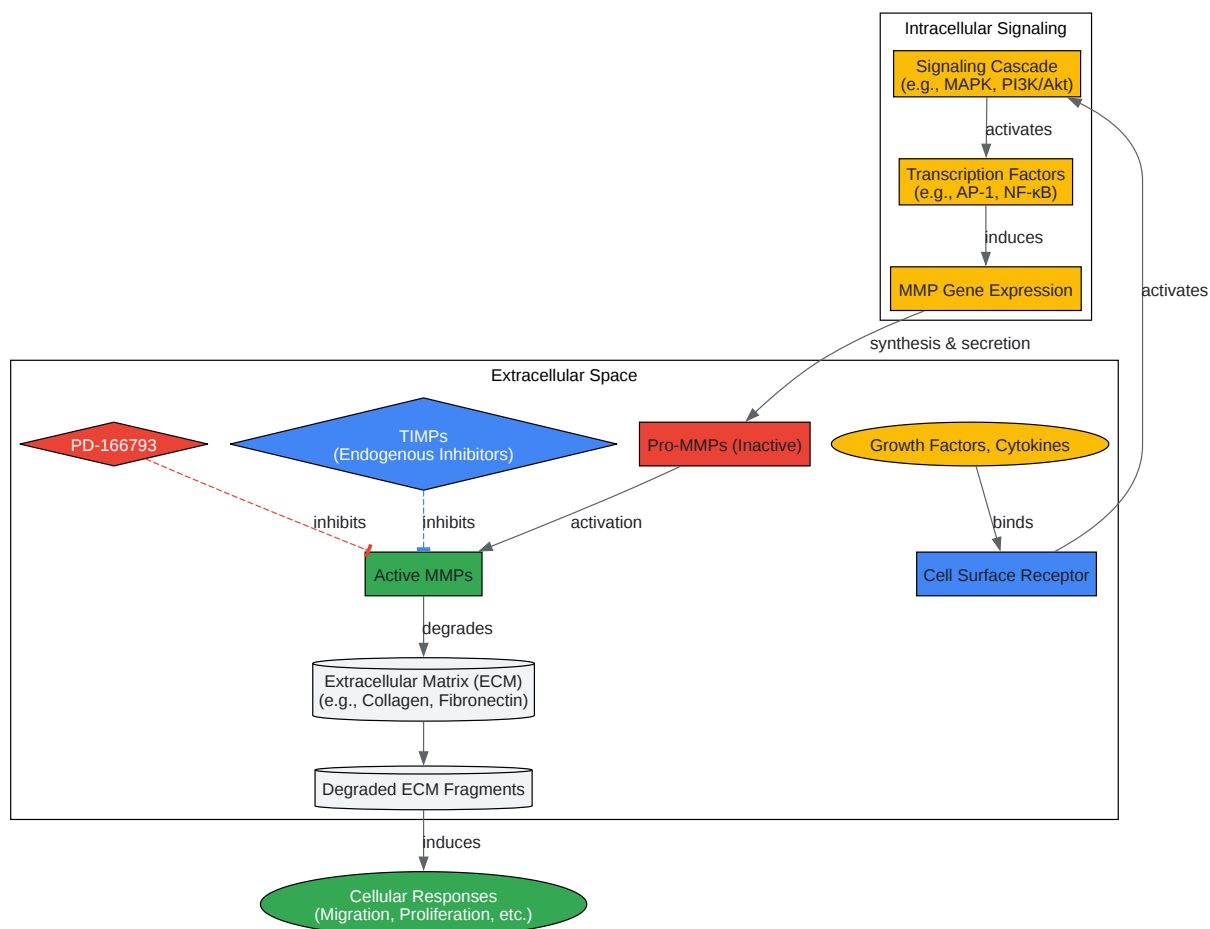 Intracellular Signaling
Signaling Cascade
(e.g., MAPK, PI3K/Akt)
activates
Transcription Factors
(e.g., AP-1, NF-κB)
induces
MMP Gene Expression
activates
synthesis & secretion
Extracellular Space
PD-166793
TIMPs
(Endogenous Inhibitors)
Pro-MMPs (Inactive)
Growth Factors, Cytokines
inhibits
inhibits
activation
binds
Active MMPs
Cell Surface Receptor
degrades
Extracellular Matrix (ECM)
(e.g., Collagen, Fibronectin)
Degraded ECM Fragments
induces
Cellular Responses
(Migration, Proliferation, etc.)